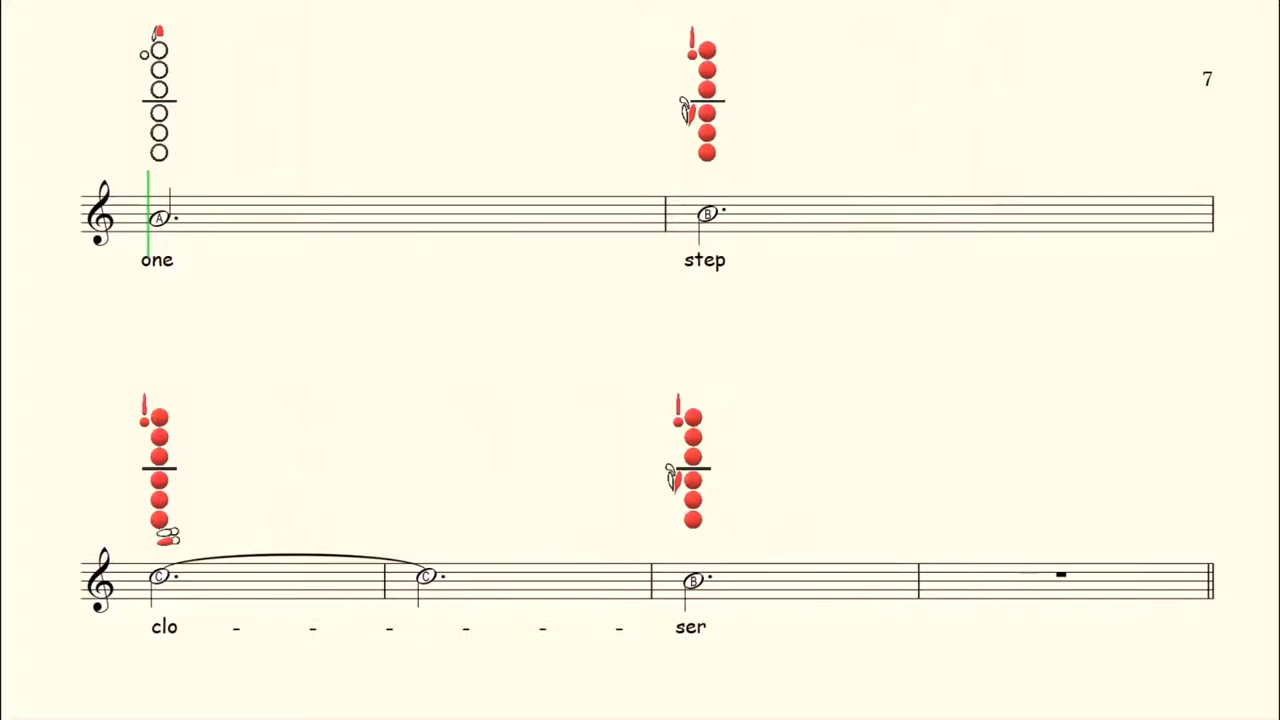 7
A B
one step
C C B
clo - - - - - - ser